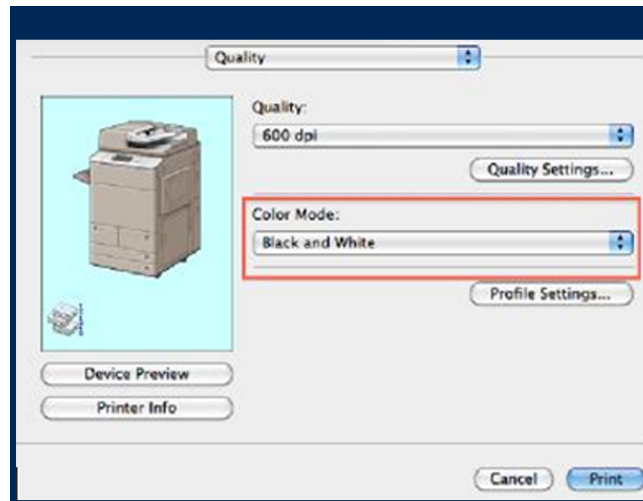 Quality
Quality:
600 dpi
Quality Settings...
Color Mode:
Black and White
Profile Settings...
Device Preview
Printer Info
Cancel
Print